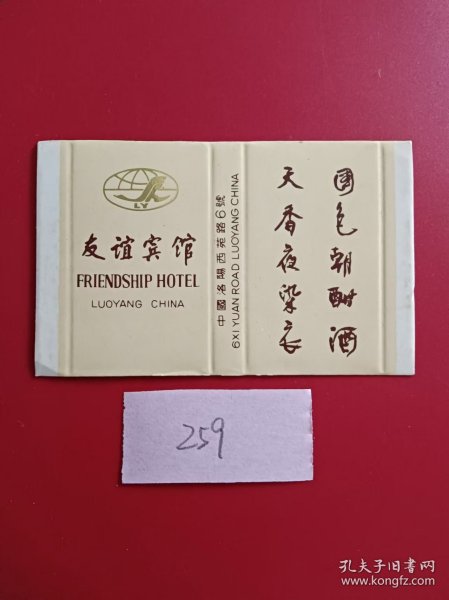 LY
友谊宾馆
FRIENDSHIP HOTEL
LUOYANG CHINA
中國洛陽西苑路6號
6XI YUAN ROAD LUOYANG CHINA
國色朝酣酒
天香夜染衣
259
孔夫子旧书网
www.kongfz.com